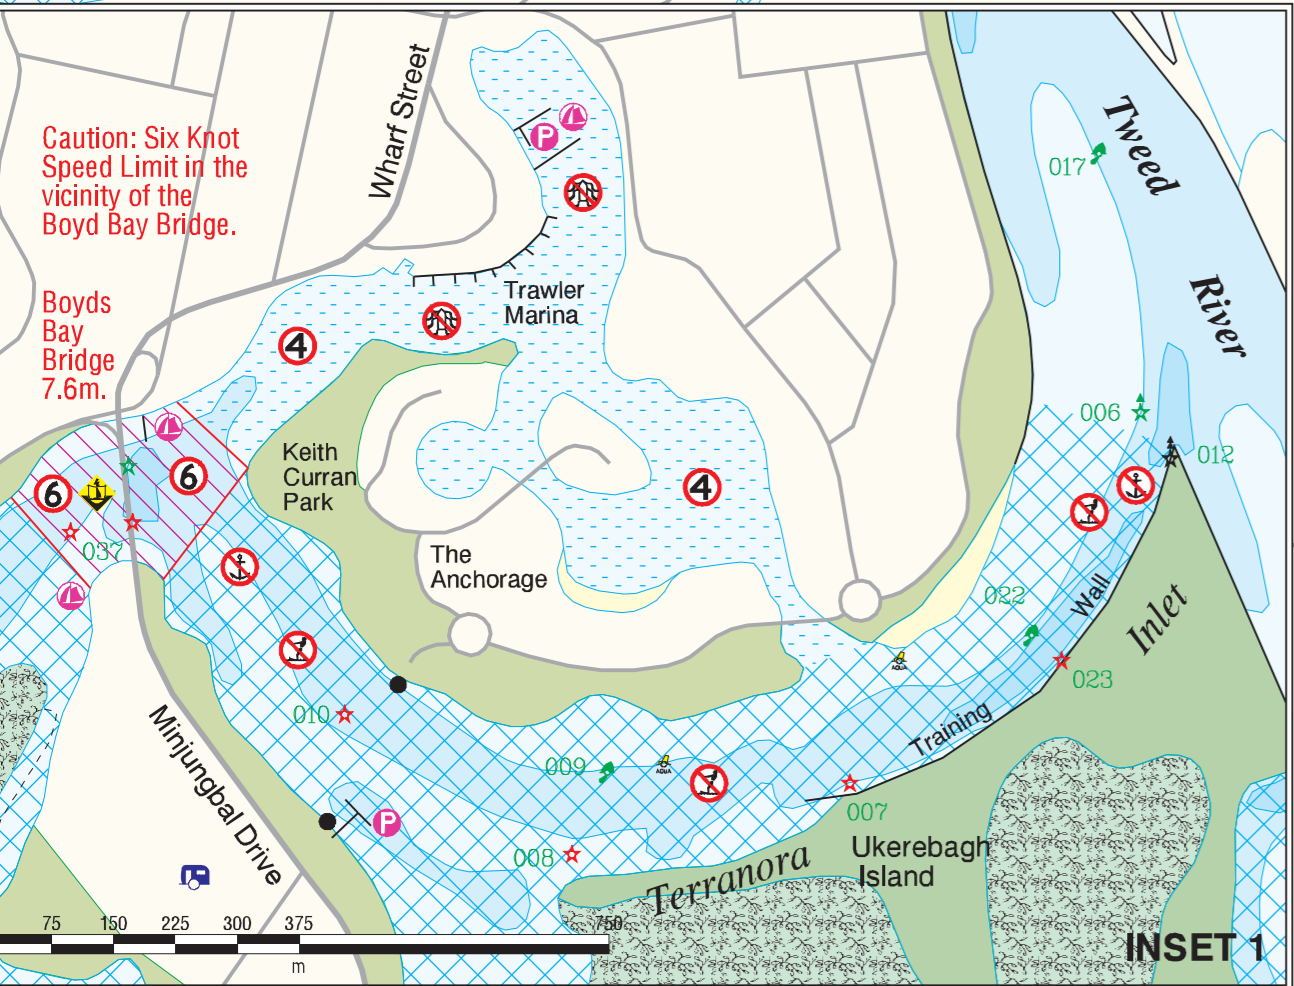 Caution: Six Knot
Speed Limit in the
vicinity of the
Boyd Bay Bridge.
Wharf Street
P
Tweed
River
017
Boyds
Bay
Bridge
7.6m.
Trawler
Marina
4
006
012
Keith
Curran
Park
6
6
4
037
The
Anchorage
022
Wall
Inlet
023
010
Training
009
AQUA
AQUA
007
P
Minjungbal Drive
008
Terranora
Ukerebagh
Island
75 150 225 300 375 750
m
INSET 1